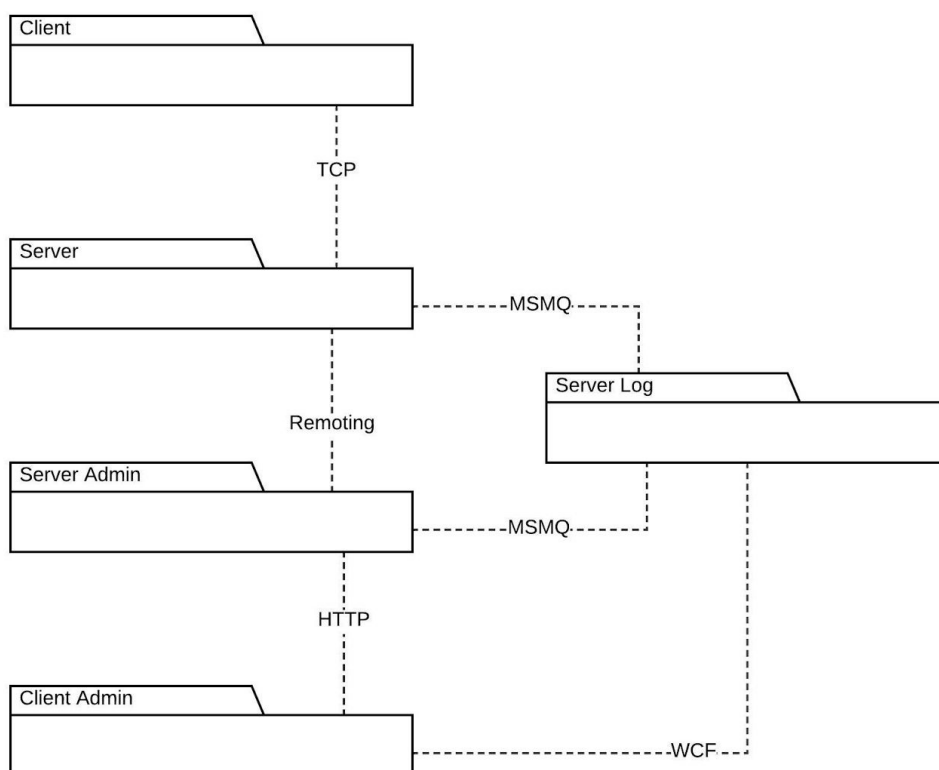 Client
TCP
Server
MSMQ
Server Log
Remoting
Server Admin
MSMQ
HTTP
Client Admin
WCF